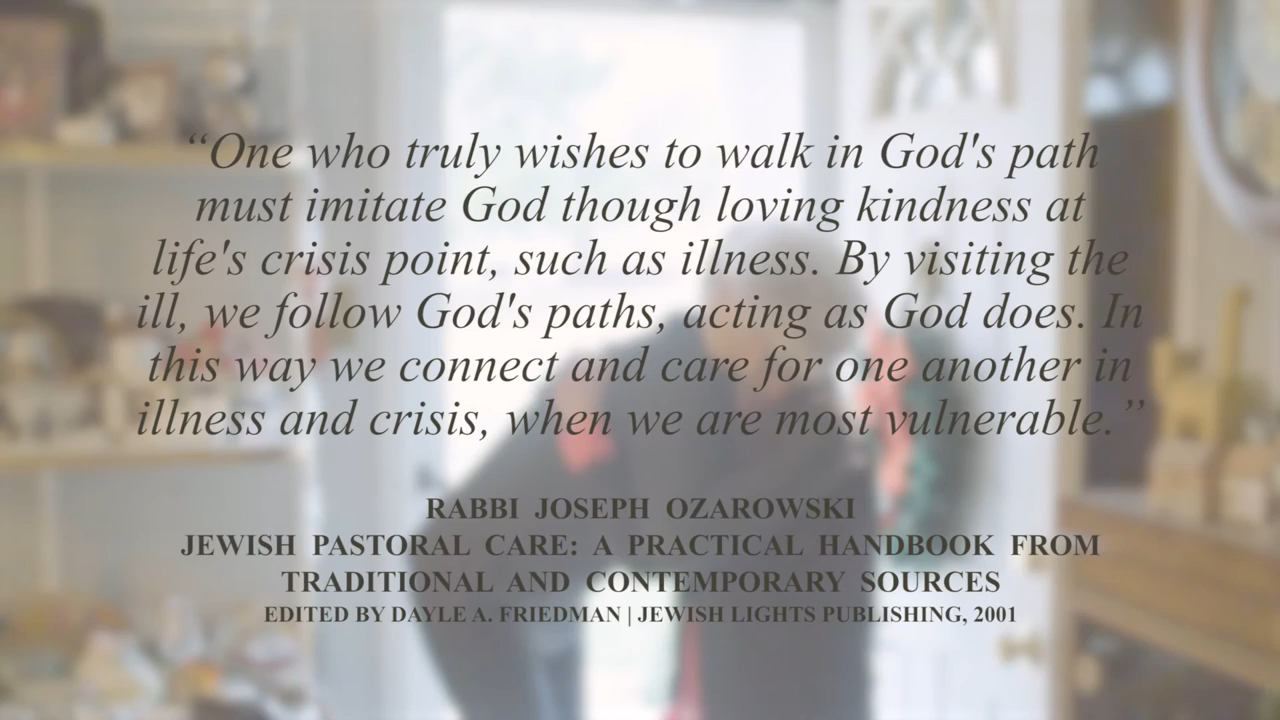 “One who truly wishes to walk in God's path
must imitate God though loving kindness at
life's crisis point, such as illness. By visiting the
ill, we follow God's paths, acting as God does. In
this way we connect and care for one another in
illness and crisis, when we are most vulnerable.”
RABBI JOSEPH OZAROWSKI
JEWISH PASTORAL CARE: A PRACTICAL HANDBOOK FROM
TRADITIONAL AND CONTEMPORARY SOURCES
EDITED BY DAYLE A. FRIEDMAN | JEWISH LIGHTS PUBLISHING, 2001